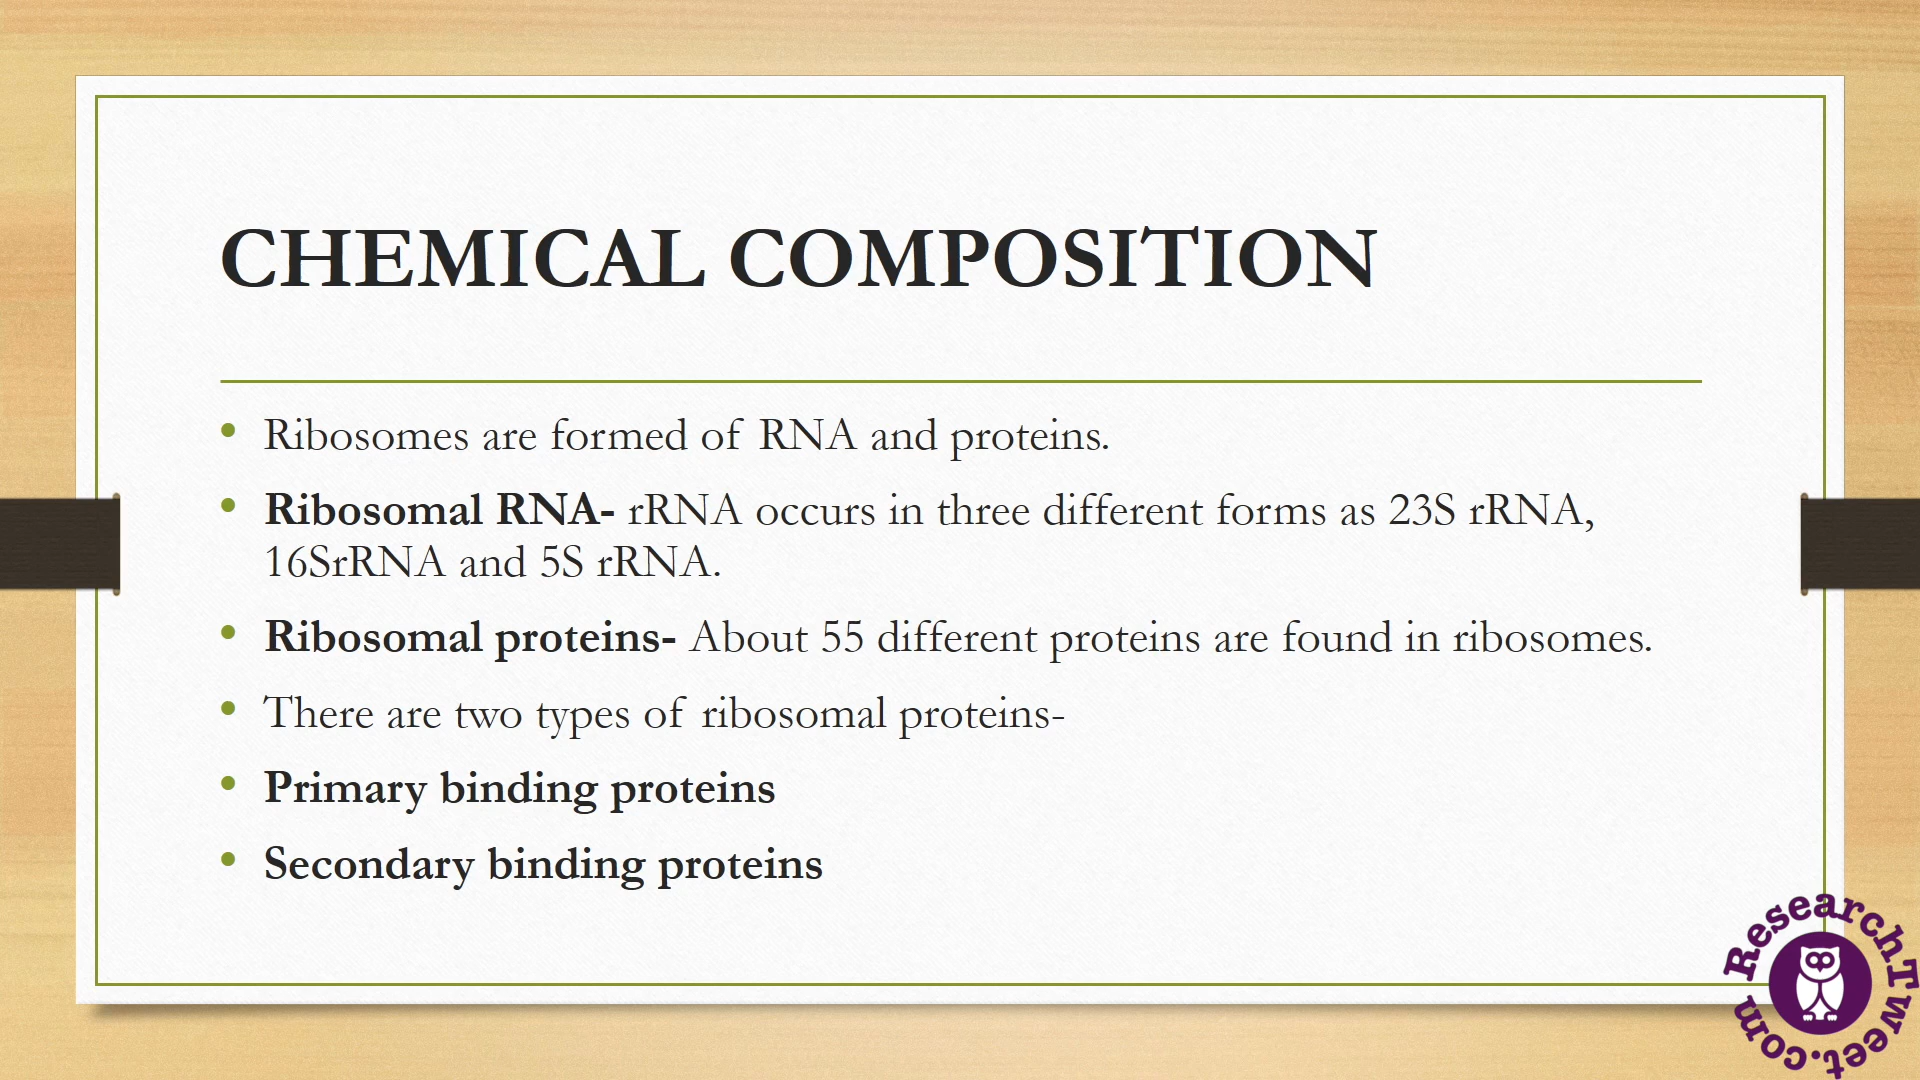 CHEMICAL COMPOSITION
• Ribosomes are formed of RNA and proteins.
• Ribosomal RNA- rRNA occurs in three different forms as 23S rRNA,
16SrRNA and 5S rRNA.
• Ribosomal proteins- About 55 different proteins are found in ribosomes.
• There are two types of ribosomal proteins-
• Primary binding proteins
• Secondary binding proteins
ResearchTweet.com